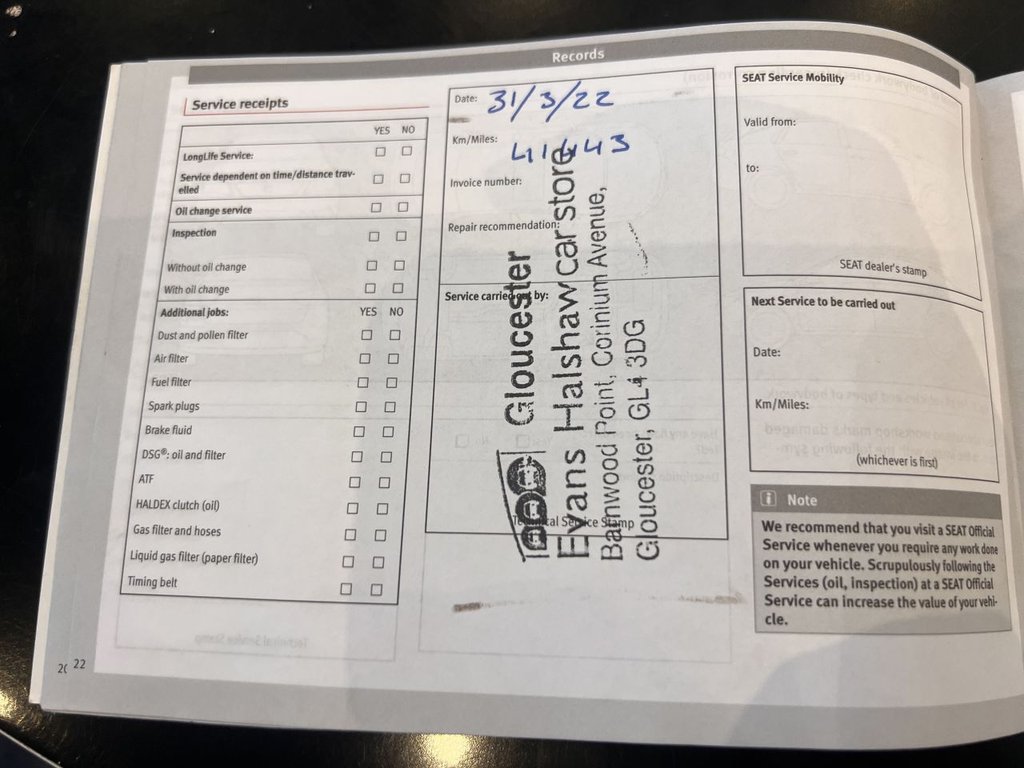 Records
Service receipts
YES NO
LongLife Service:
Service dependent on time/distance trav-
elled
Oil change service
Inspection
Without oil change
With oil change
Additional jobs: YES NO
Dust and pollen filter
Air filter
Fuel filter
Spark plugs
Brake fluid
DSG®: oil and filter
ATF
HALDEX clutch (oil)
Gas filter and hoses
Liquid gas filter (paper filter)
Timing belt
Date: 31/3/22
Km/Miles: 41443
Invoice number:
Repair recommendation:
Service carried out by:
Technical Service Stamp
Gloucester
Evans Halshaw car store
Barnwood Point, Corinium Avenue,
Gloucester, GL4 3DG
SEAT Service Mobility
Valid from:
to:
SEAT dealer's stamp
Next Service to be carried out
Date:
Km/Miles:
(whichever is first)
Note
We recommend that you visit a SEAT Official
Service whenever you require any work done
on your vehicle. Scrupulously following the
Services (oil, inspection) at a SEAT Official
Service can increase the value of your vehi-
cle.
22